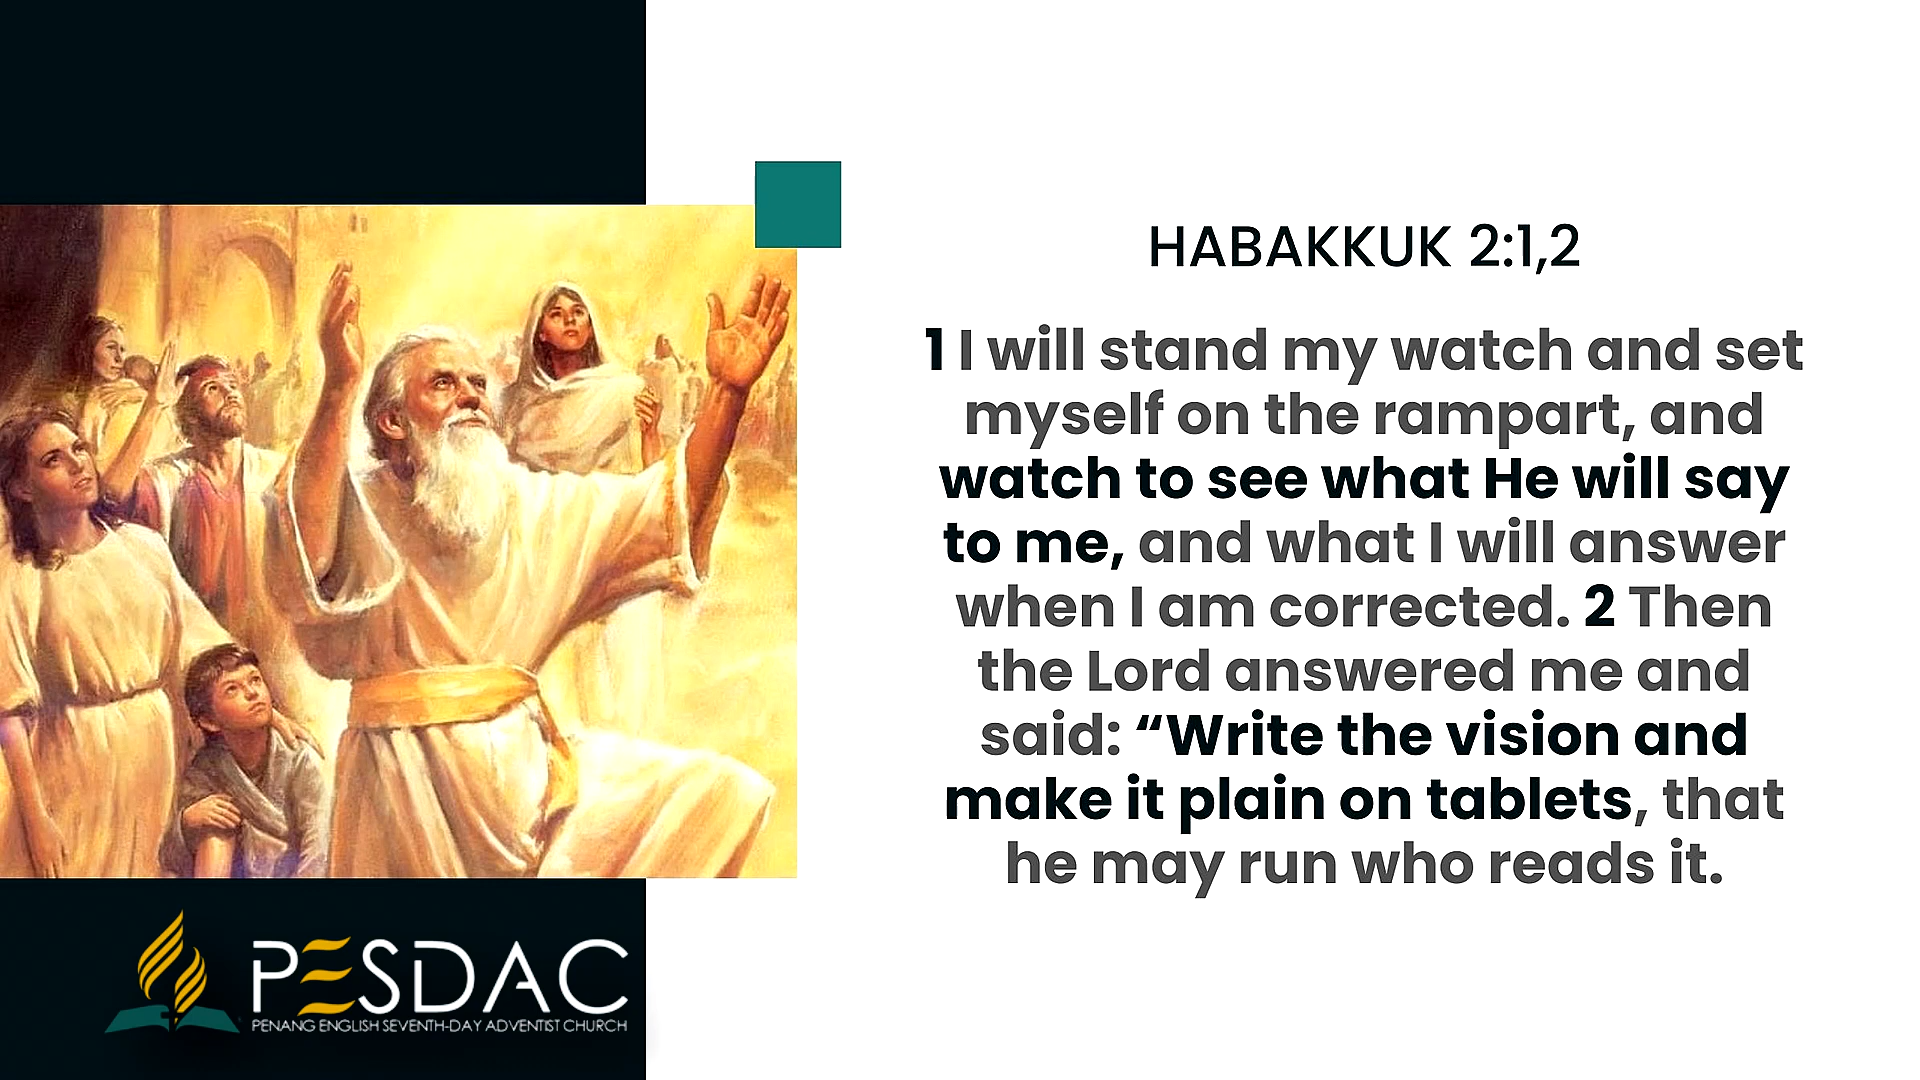 HABAKKUK 2:1,2
1 I will stand my watch and set
myself on the rampart, and
watch to see what He will say
to me, and what I will answer
when I am corrected. 2 Then
the Lord answered me and
said: “Write the vision and
make it plain on tablets, that
he may run who reads it.
PESDAC
PENANG ENGLISH SEVENTH-DAY ADVENTIST CHURCH